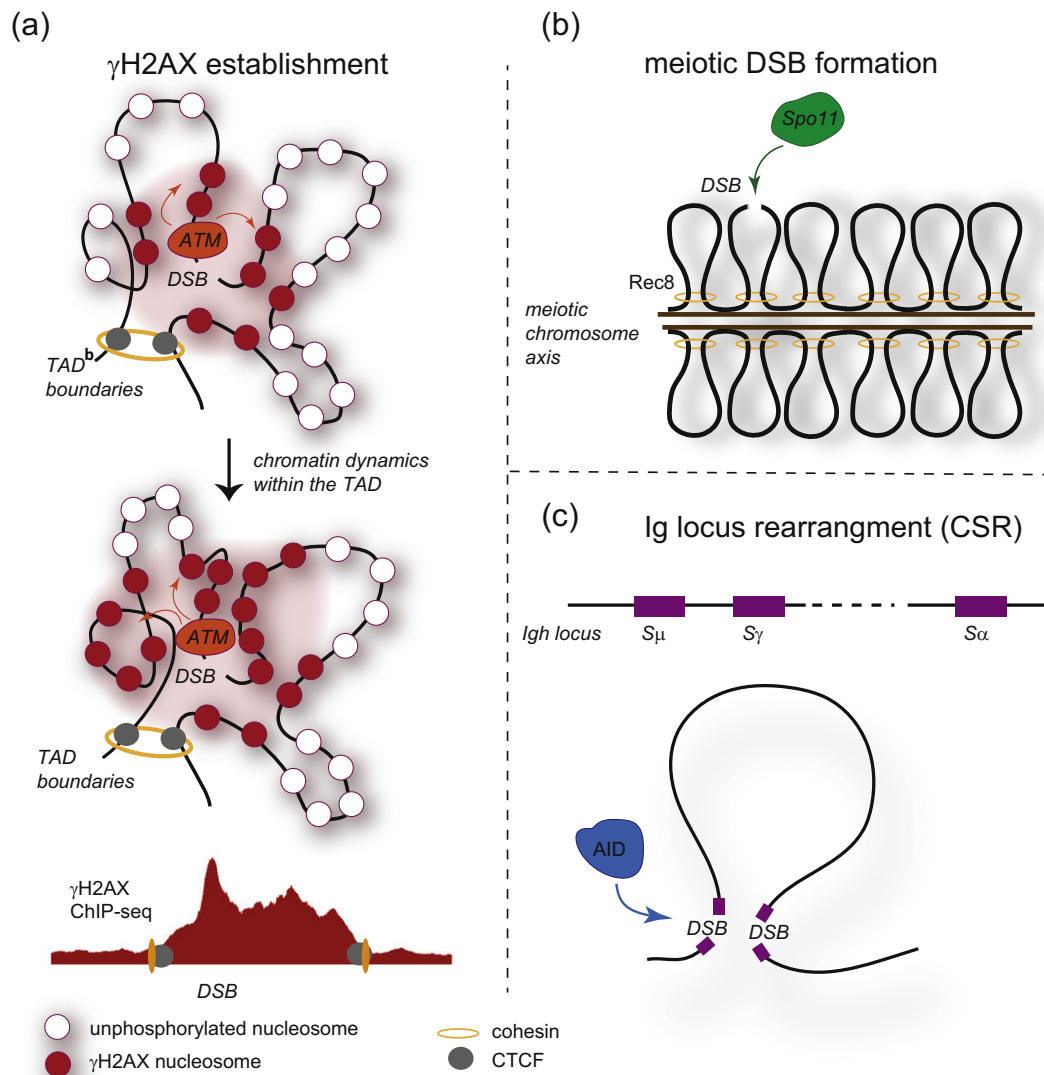 (a)
γH2AX establishment
ATM
DSB
TAD b
boundaries
chromatin dynamics
within the TAD
ATM
DSB
TAD
boundaries
γH2AX
ChIP-seq
DSB
unphosphorylated nucleosome
γH2AX nucleosome
cohesin
CTCF
(b)
meiotic DSB formation
Spo11
DSB
Rec8
meiotic
chromosome
axis
(c)
Ig locus rearrangment (CSR)
Igh locus
Sμ
Sγ
Sα
AID
DSB
DSB